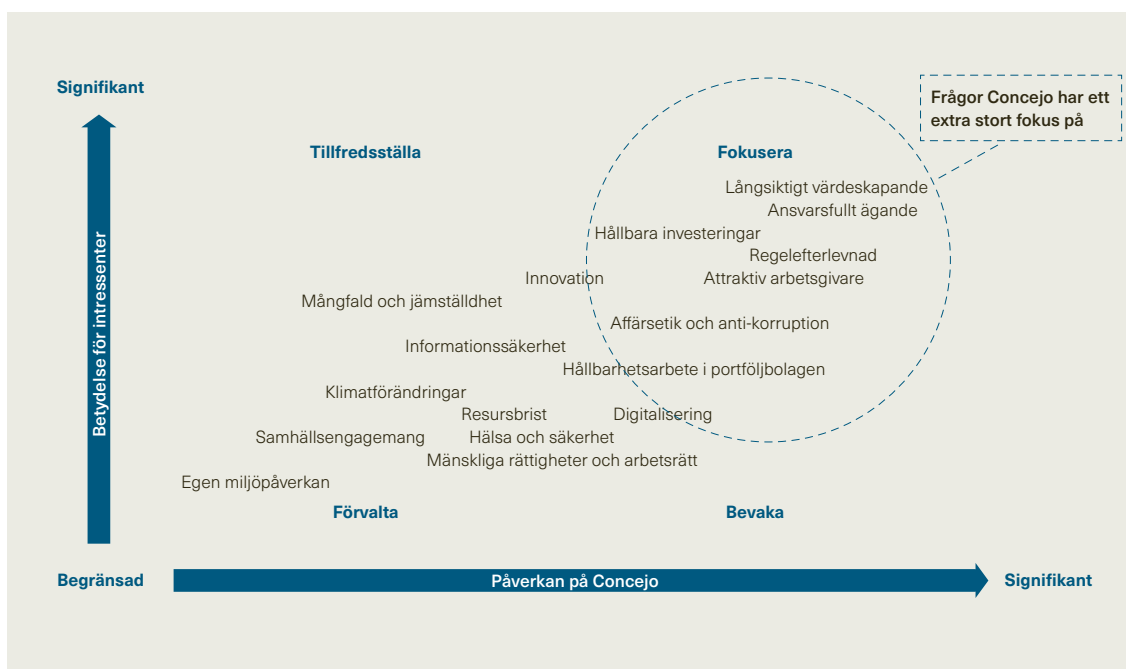 Signifikant
Frågor Concejo har ett
extra stort fokus på
Tillfredsställa
Fokusera
Långsiktigt värdeskapande
Ansvarsfullt ägande
Hållbara investeringar
Regelefterlevnad
Innovation
Attraktiv arbetsgivare
Mångfald och jämställdhet
Affärsetik och anti-korruption
Informationssäkerhet
Hållbarhetsarbete i portföljbolagen
Klimatförändringar
Resursbrist
Digitalisering
Samhällsengagemang
Hälsa och säkerhet
Mänskliga rättigheter och arbetsrätt
Egen miljöpåverkan
Förvalta
Bevaka
Betydelse för intressenter
Begränsad
Påverkan på Concejo
Signifikant